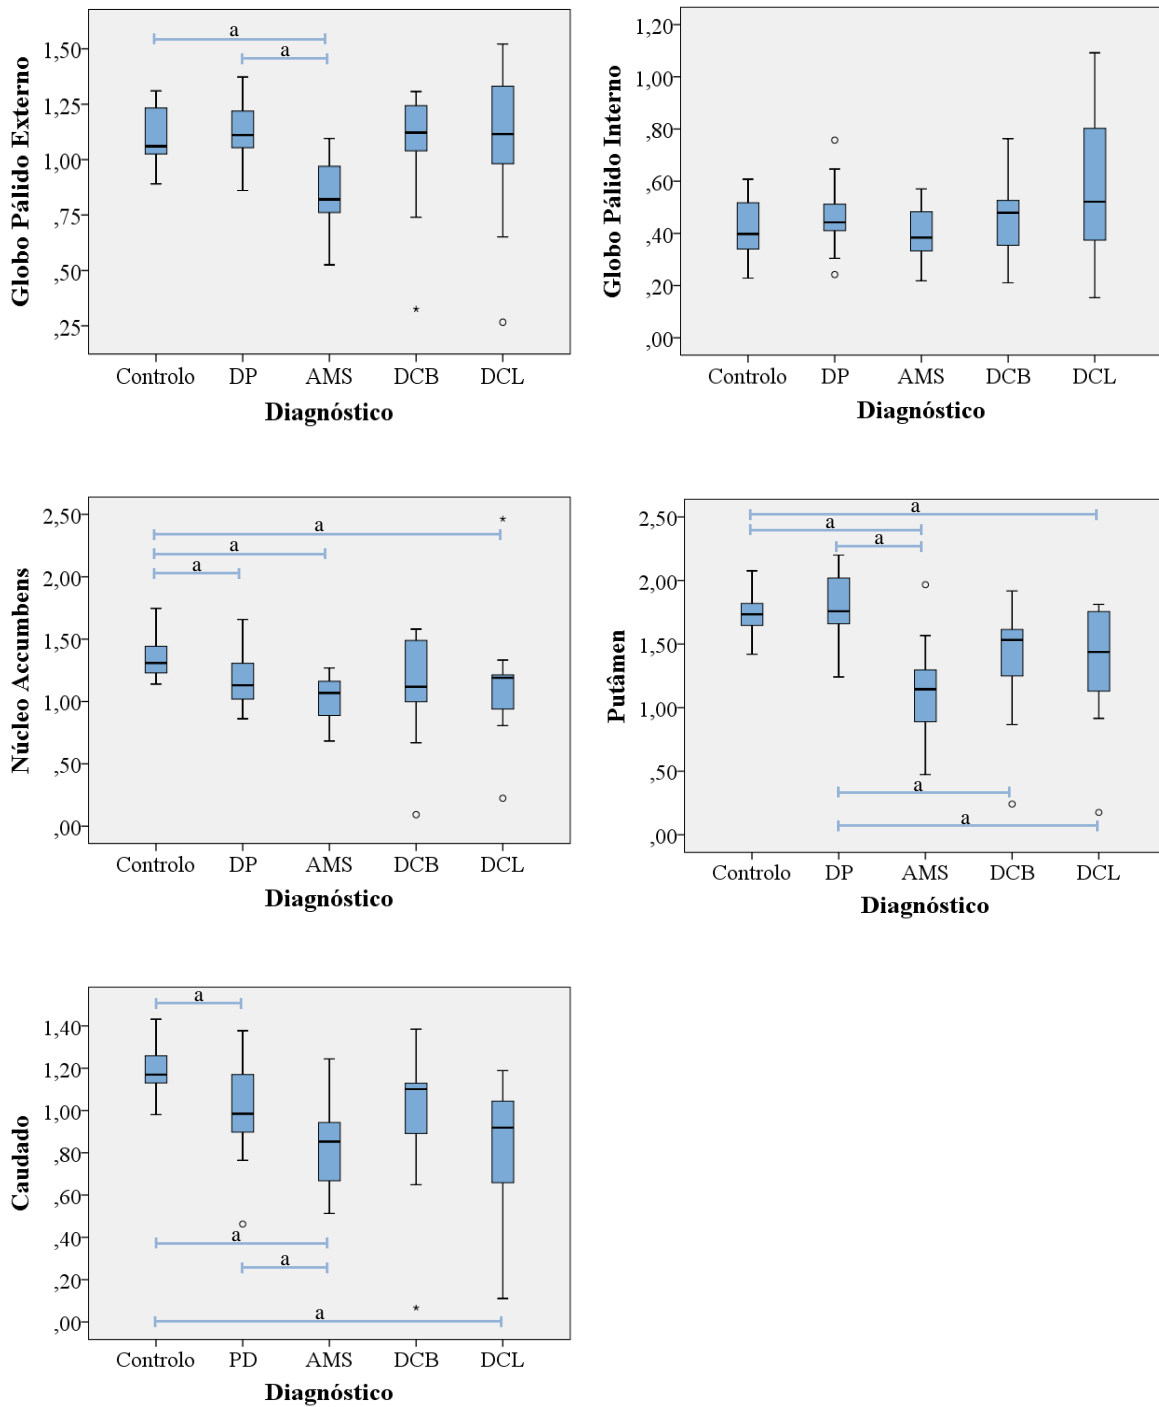 Globo Pálido Externo
1,50
1,25
1,00
,75
,50
,25
a
a
*
Controlo DP AMS DCB DCL
Diagnóstico
Globo Pálido Interno
1,20
1,00
,80
,60
,40
,20
,00
Controlo DP AMS DCB DCL
Diagnóstico
Núcleo Accumbens
2,50
2,00
1,50
1,00
,50
,00
a
a
a
*
Controlo DP AMS DCB DCL
Diagnóstico
Putâmen
2,50
2,00
1,50
1,00
,50
,00
a
a
a
a
a
Controlo DP AMS DCB DCL
Diagnóstico
Caudado
1,40
1,20
1,00
,80
,60
,40
,20
,00
a
a
a
a
*
Controlo PD AMS DCB DCL
Diagnóstico